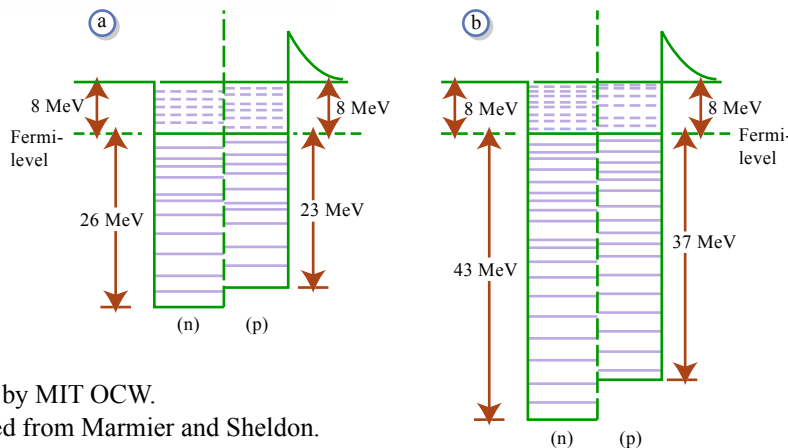 a
8 MeV
8 MeV
Fermi-
level
26 MeV
23 MeV
(n)
(p)
b
8 MeV
8 MeV
Fermi-
level
43 MeV
37 MeV
(n)
(p)
by MIT OCW.
ed from Marmier and Sheldon.